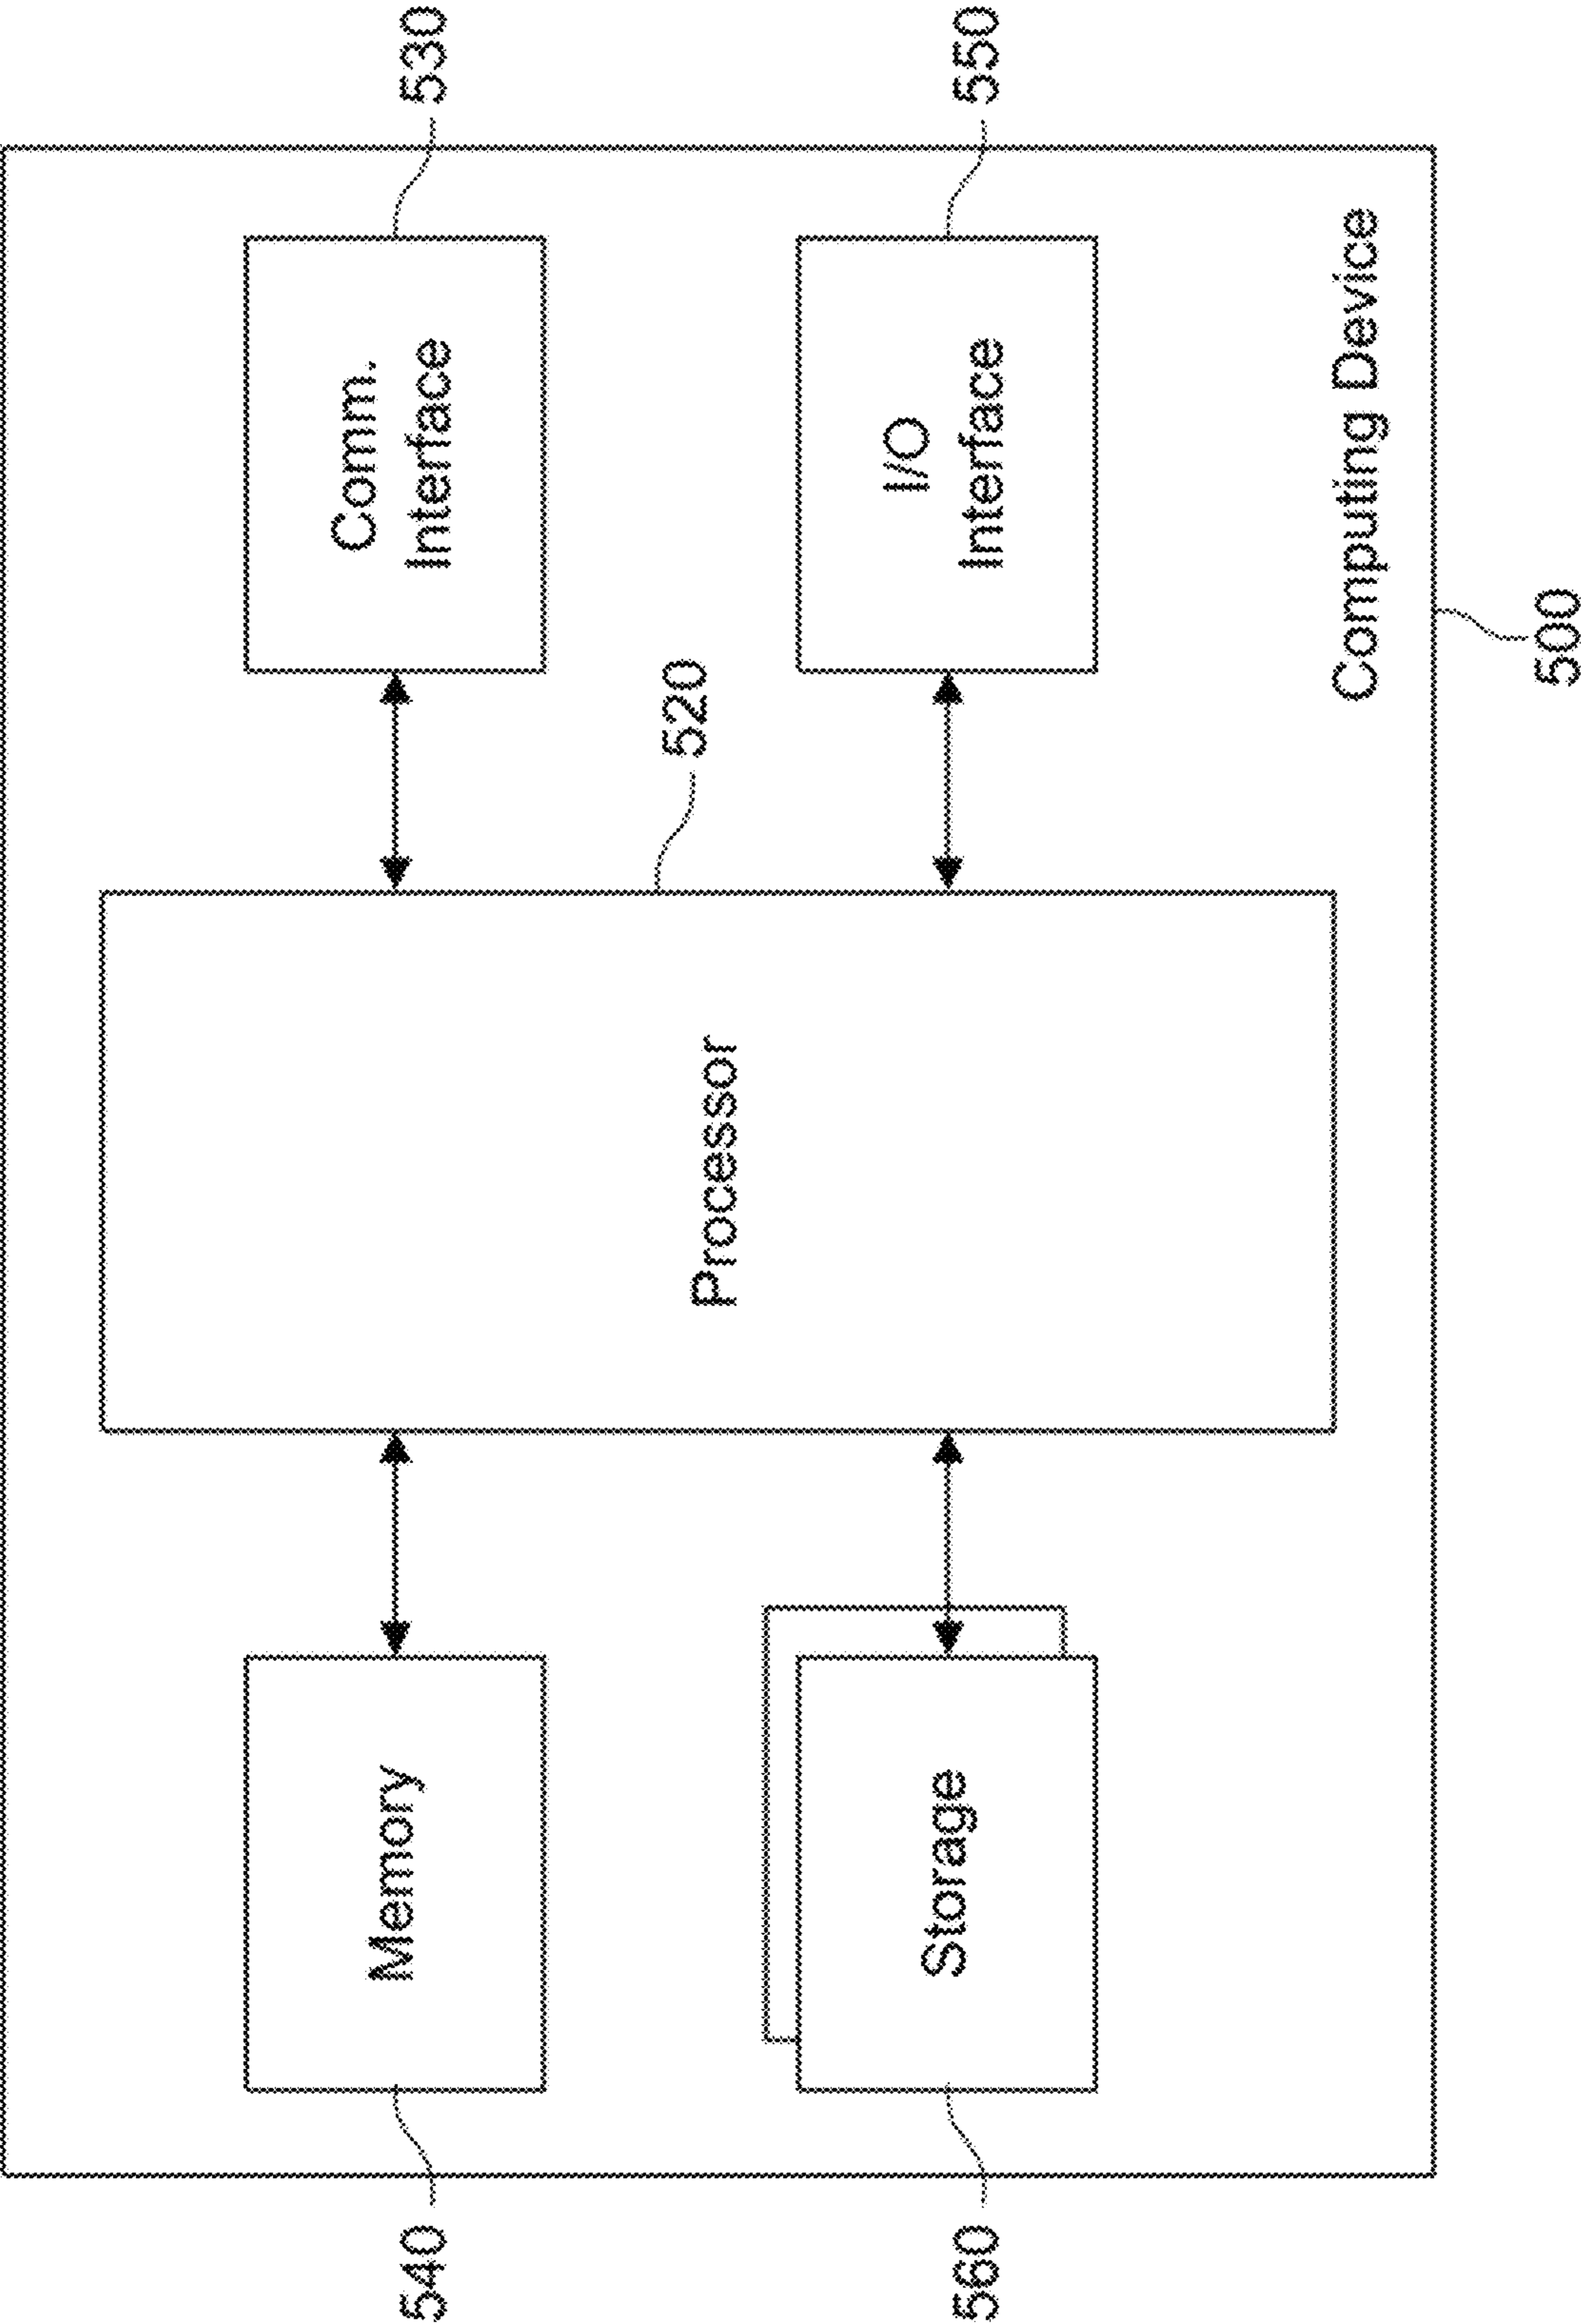 540
Memory
Comm.
Interface
530
520
Processor
560
Storage
I/O
Interface
550
Computing Device
500